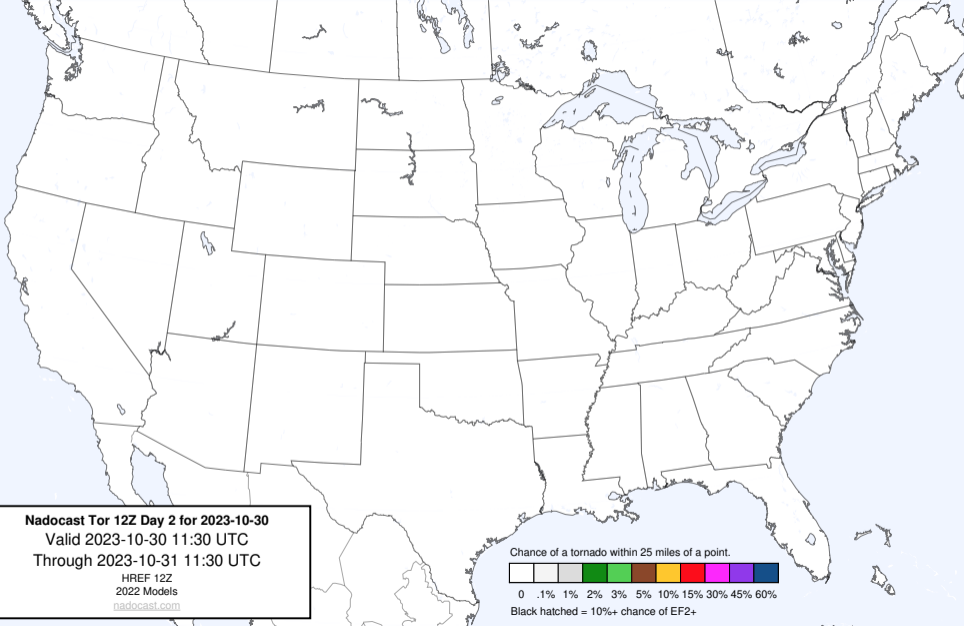 Nadocast Tor 12Z Day 2 for 2023-10-30
Valid 2023-10-30 11:30 UTC
Through 2023-10-31 11:30 UTC
HREF 12Z
2022 Models
nadocast.com
Chance of a tornado within 25 miles of a point.
0 .1% 1% 2% 3% 5% 10% 15% 30% 45% 60%
Black hatched = 10%+ chance of EF2+